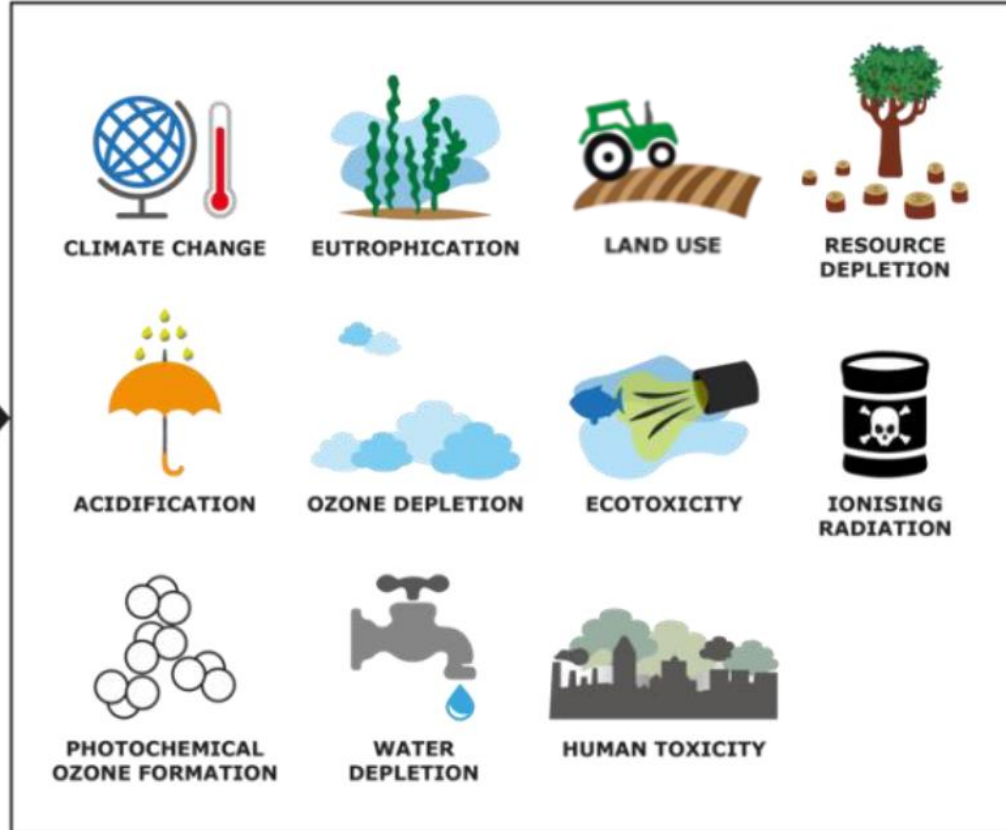 CLIMATE CHANGE
EUTROPHICATION
LAND USE
RESOURCE
DEPLETION
ACIDIFICATION
OZONE DEPLETION
ECOTOXICITY
IONISING
RADIATION
PHOTOCHEMICAL
OZONE FORMATION
WATER
DEPLETION
HUMAN TOXICITY